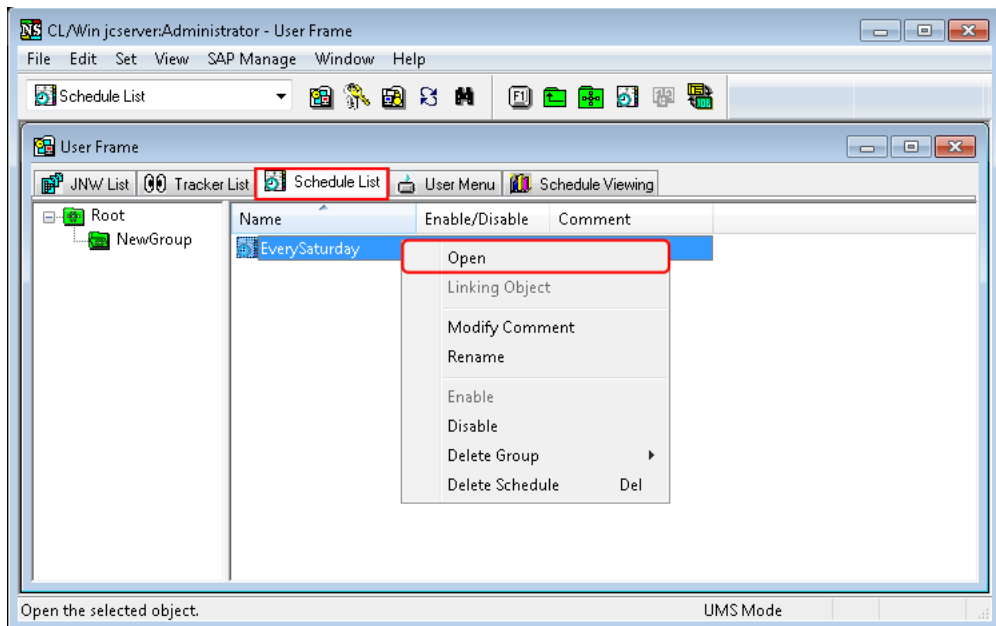 NS CL/Win jcserver:Administrator - User Frame
File Edit Set View SAP Manage Window Help
Schedule List F1
User Frame
JNW List Tracker List Schedule List User Menu Schedule Viewing
Root
NewGroup
Name Enable/Disable Comment
EverySaturday
Open
Linking Object
Modify Comment
Rename
Enable
Disable
Delete Group
Delete Schedule Del
Open the selected object. UMS Mode